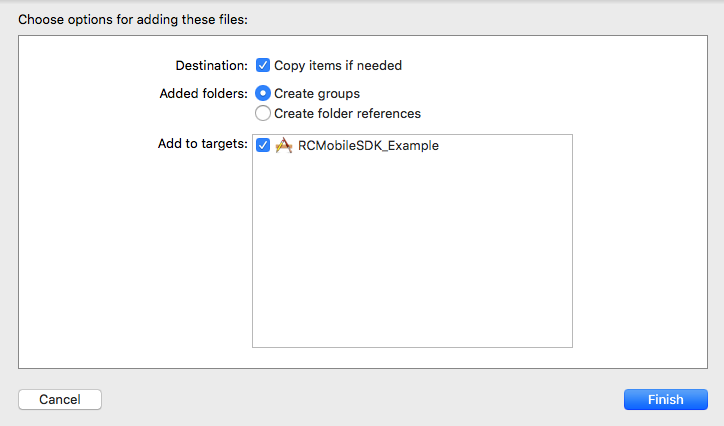 Choose options for adding these files:
Destination: Copy items if needed
Added folders: Create groups
Create folder references
Add to targets: RCMobileSDK_Example
Cancel Finish